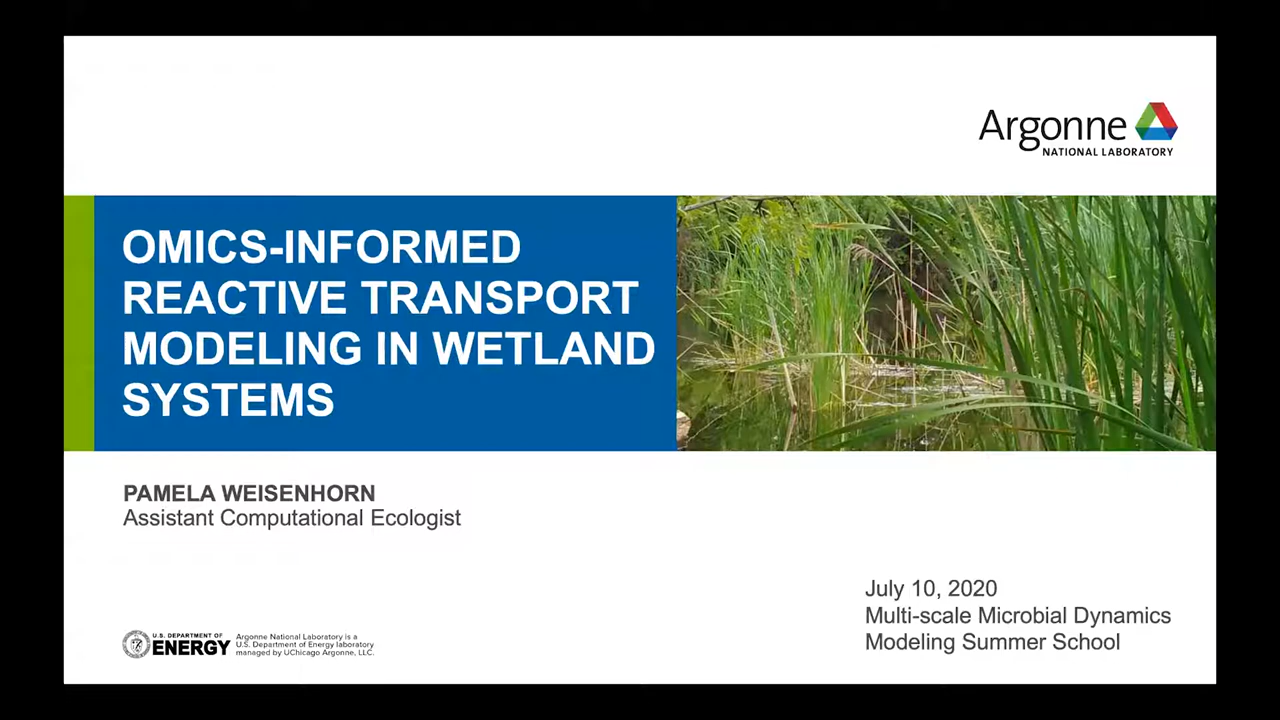 Argonne
NATIONAL LABORATORY
OMICS-INFORMED
REACTIVE TRANSPORT
MODELING IN WETLAND
SYSTEMS
PAMELA WEISENHORN
Assistant Computational Ecologist
July 10, 2020
Multi-scale Microbial Dynamics
Modeling Summer School
U.S. DEPARTMENT OF
ENERGY
Argonne National Laboratory is a
U.S. Department of Energy laboratory
managed by UChicago Argonne, LLC.